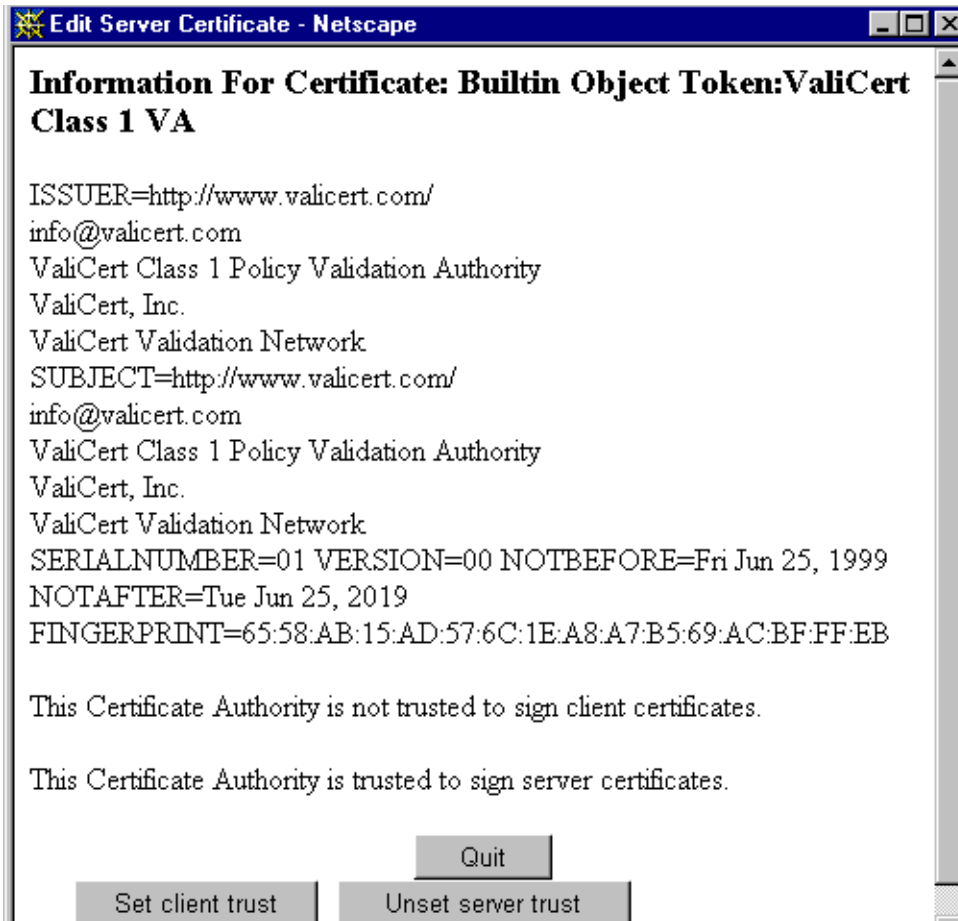 Edit Server Certificate - Netscape
Information For Certificate: Builtin Object Token:ValiCert
Class 1 VA
ISSUER=http://www.valicert.com/
info@valicert.com
ValiCert Class 1 Policy Validation Authority
ValiCert, Inc.
ValiCert Validation Network
SUBJECT=http://www.valicert.com/
info@valicert.com
ValiCert Class 1 Policy Validation Authority
ValiCert, Inc.
ValiCert Validation Network
SERIALNUMBER=01 VERSION=00 NOTBEFORE=Fri Jun 25, 1999
NOTAFTER=Tue Jun 25, 2019
FINGERPRINT=65:58:AB:15:AD:57:6C:1E:A8:A7:B5:69:AC:BF:FF:EB
This Certificate Authority is not trusted to sign client certificates.
This Certificate Authority is trusted to sign server certificates.
Quit
Set client trust Unset server trust